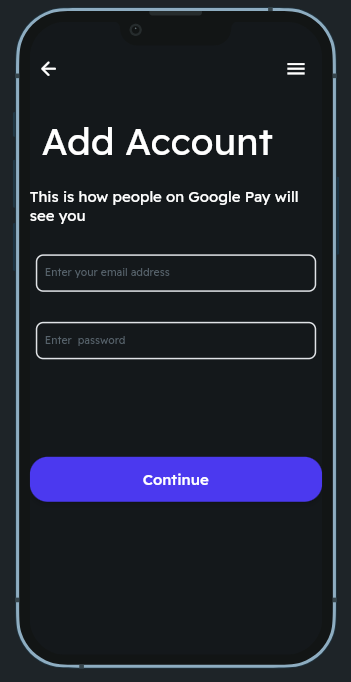 Add Account
This is how people on Google Pay will
see you
Enter your email address
Enter  password
Continue